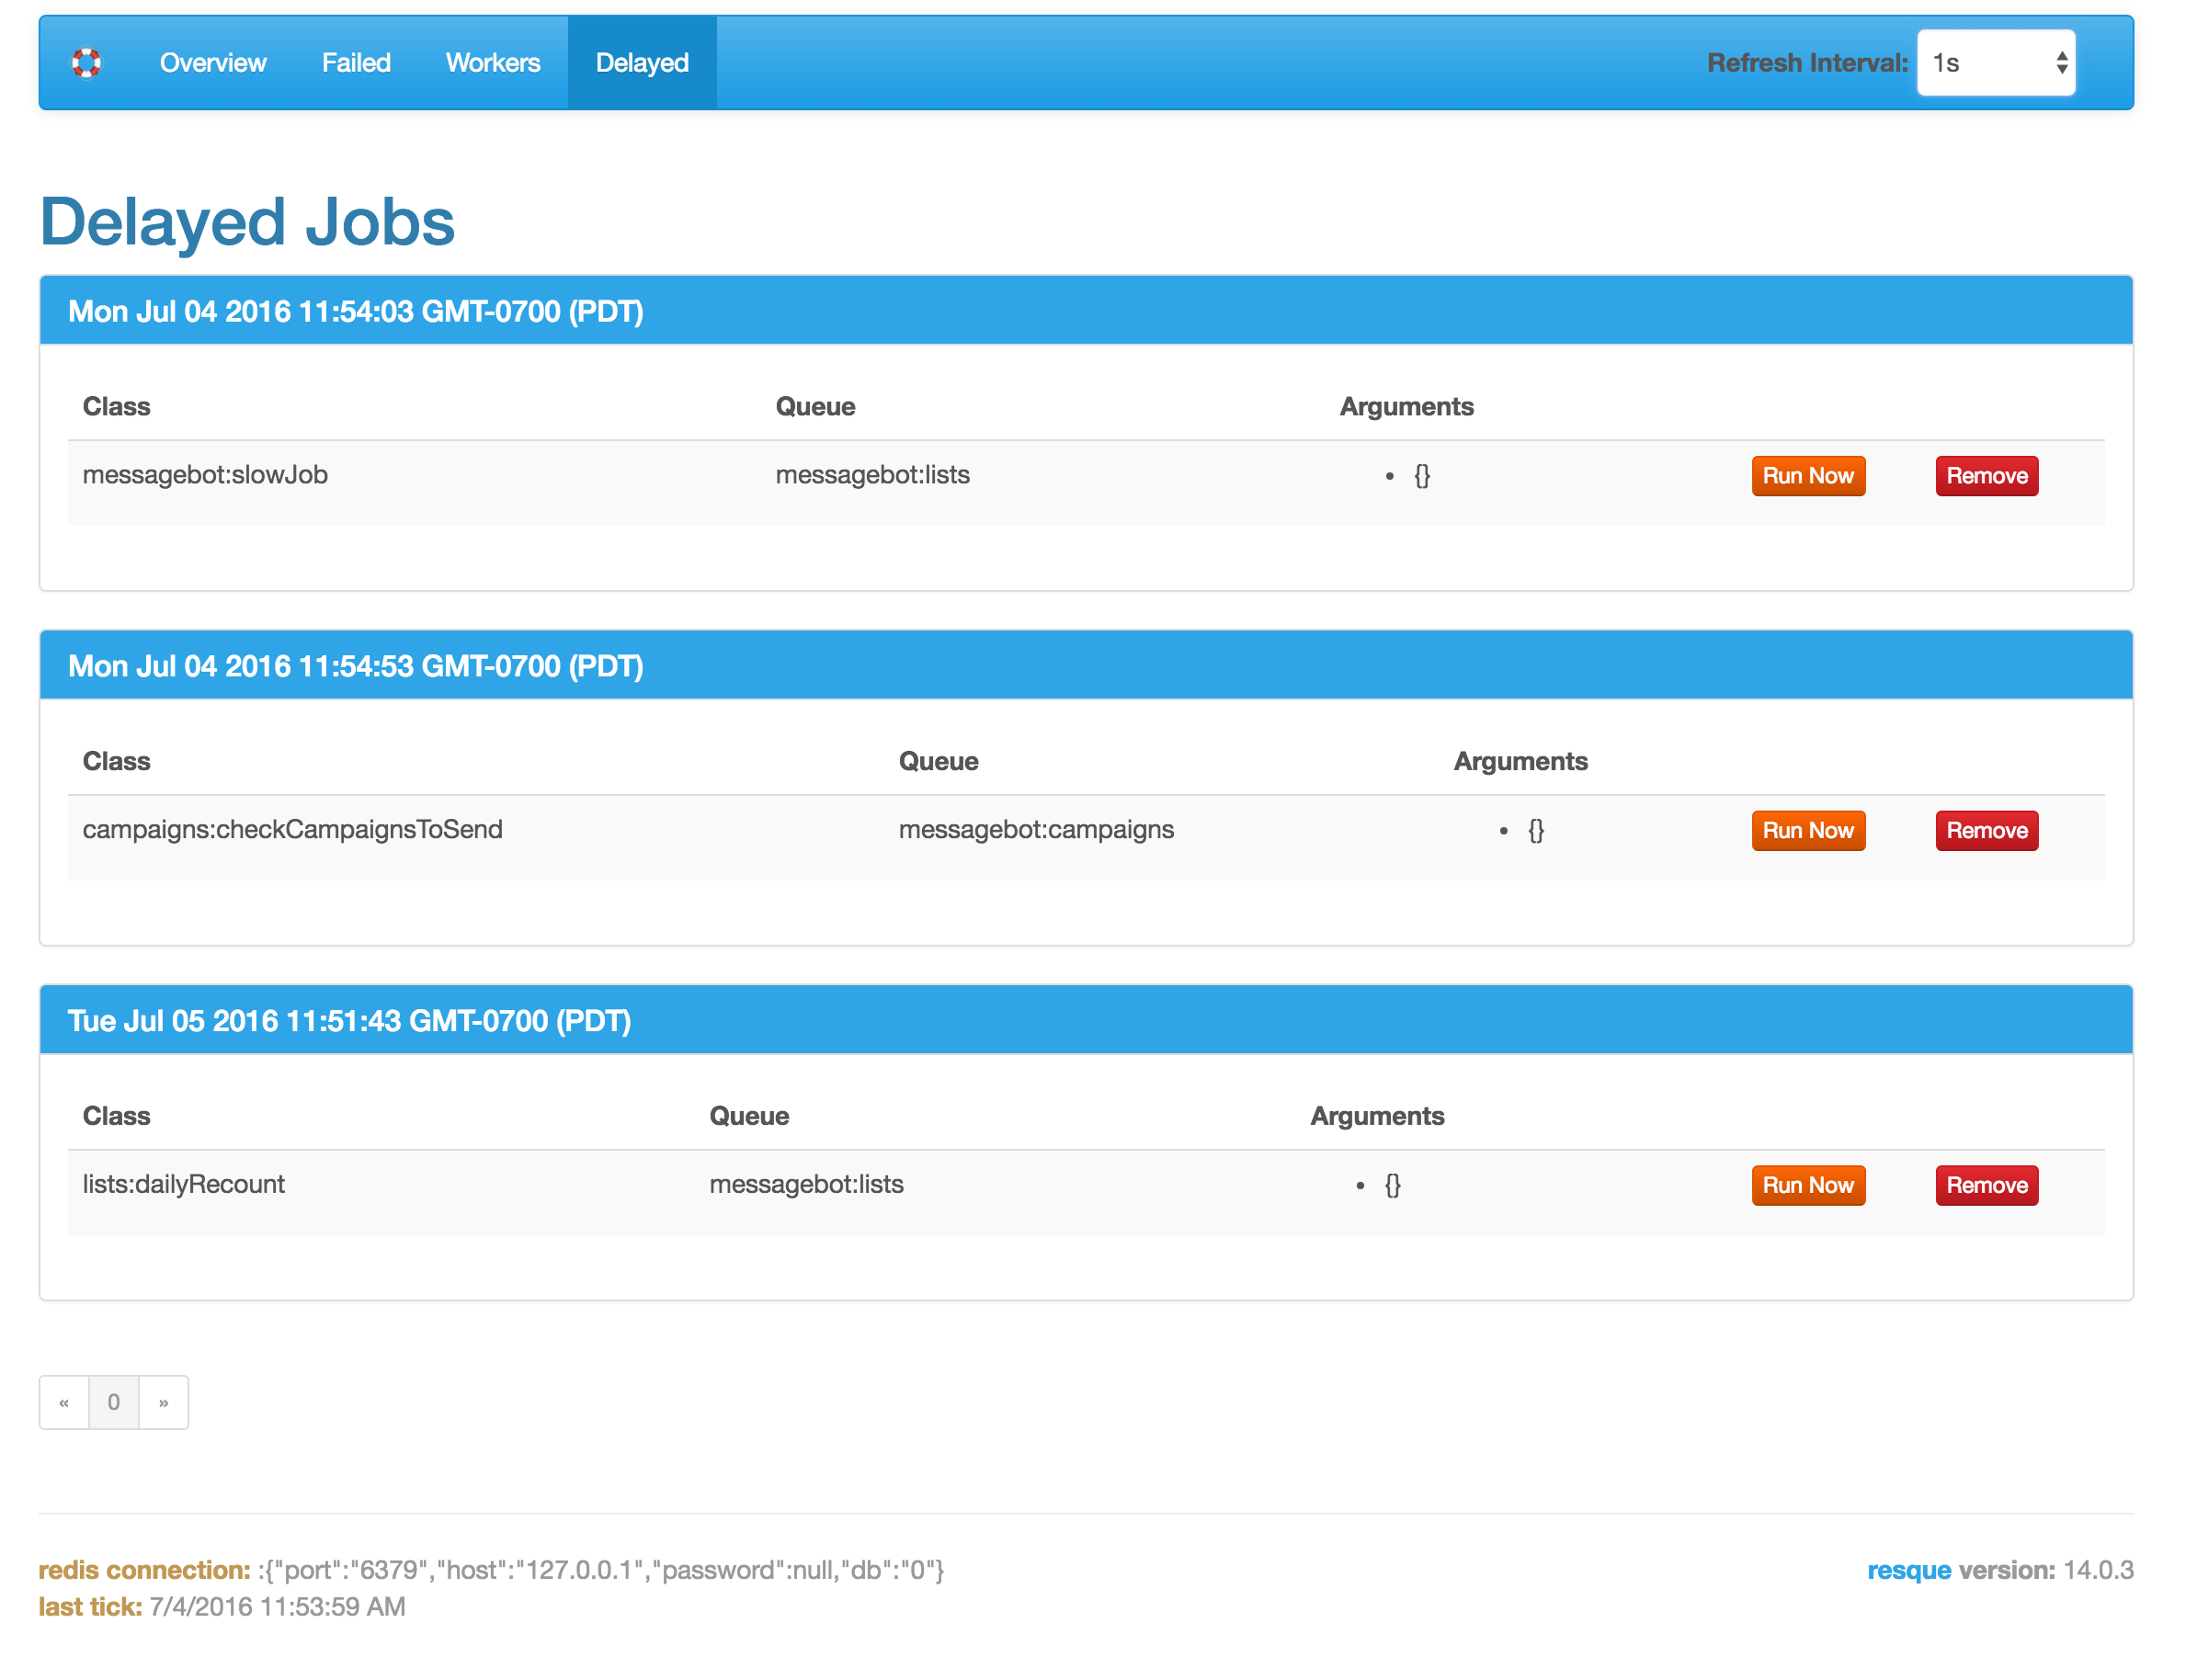 Overview Failed Workers Delayed Refresh Interval: 1s
Delayed Jobs
Mon Jul 04 2016 11:54:03 GMT-0700 (PDT)
Class Queue Arguments
messagebot:slowJob messagebot:lists • {} Run Now Remove
Mon Jul 04 2016 11:54:53 GMT-0700 (PDT)
Class Queue Arguments
campaigns:checkCampaignsToSend messagebot:campaigns • {} Run Now Remove
Tue Jul 05 2016 11:51:43 GMT-0700 (PDT)
Class Queue Arguments
lists:dailyRecount messagebot:lists • {} Run Now Remove
« 0 »
redis connection: :{"port":"6379","host":"127.0.0.1","password":null,"db":"0"} resque version: 14.0.3
last tick: 7/4/2016 11:53:59 AM